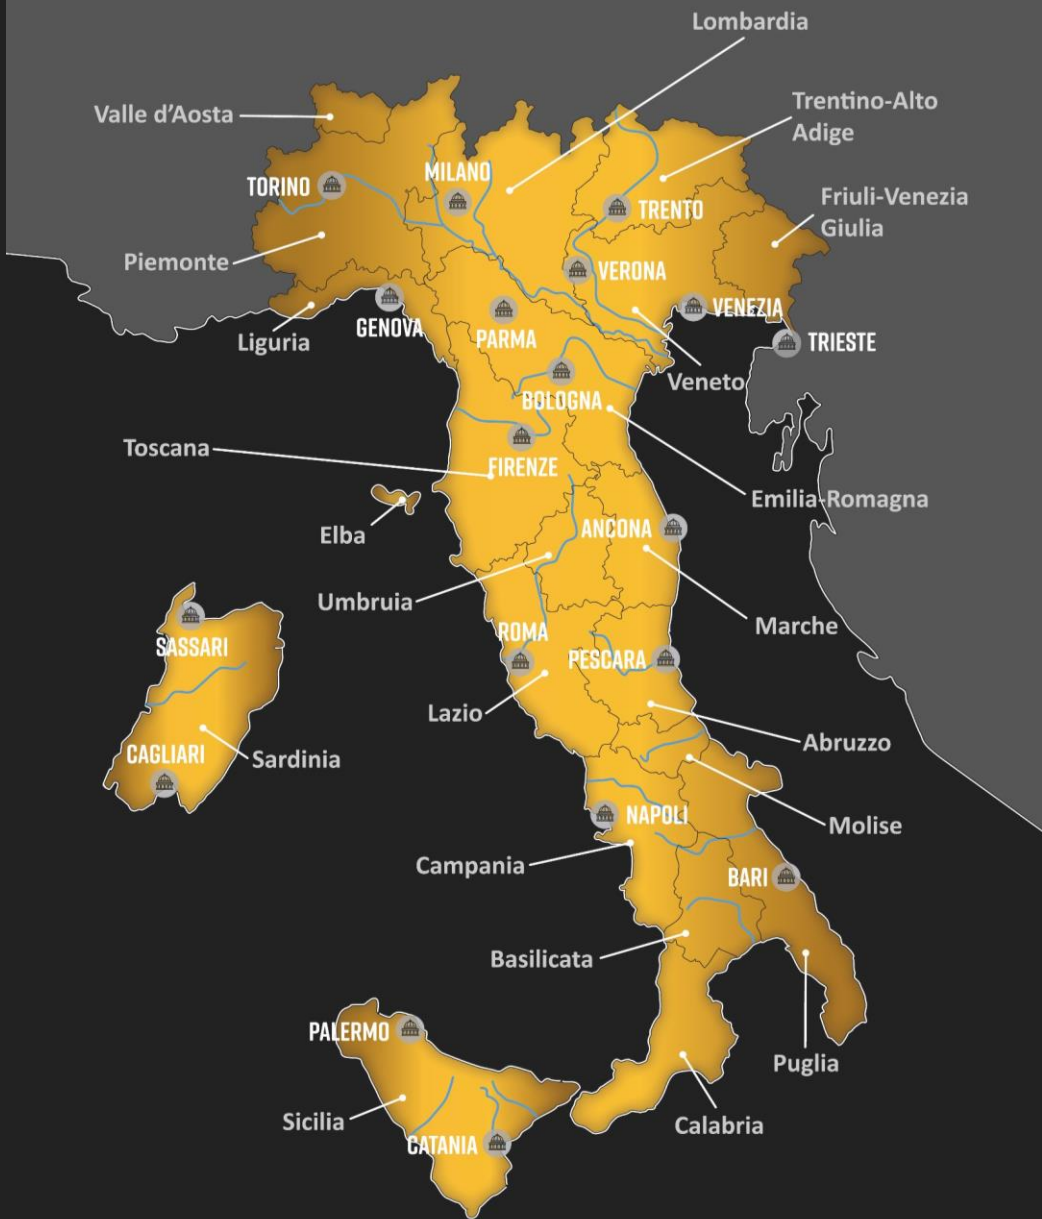 Lombardia
Valle d’Aosta
Trentino-Alto
Adige
MILANO
TORINO
TRENTO
Friuli-Venezia
Giulia
Piemonte
VERONA
VENEZIA
GENOVA
PARMA
Liguria
TRIESTE
Veneto
BOLOGNA
Toscana
FIRENZE
Emilia-Romagna
Elba
ANCONA
Umbruia
Marche
ROMA
SASSARI
PESCARA
Lazio
Abruzzo
CAGLIARI
Sardinia
NAPOLI
Molise
Campania
BARI
Basilicata
PALERMO
Puglia
Sicilia
Calabria
CATANIA